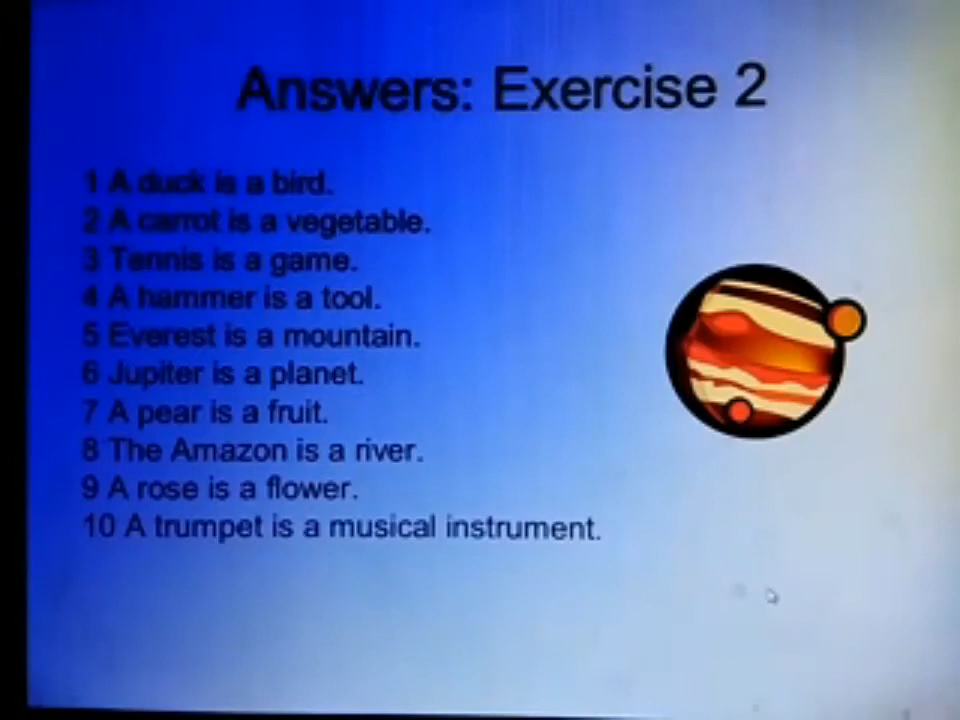 Answers: Exercise 2
1 A duck is a bird.
2 A carrot is a vegetable.
3 Tennis is a game.
4 A hammer is a tool.
5 Everest is a mountain.
6 Jupiter is a planet.
7 A pear is a fruit.
8 The Amazon is a river.
9 A rose is a flower.
10 A trumpet is a musical instrument.